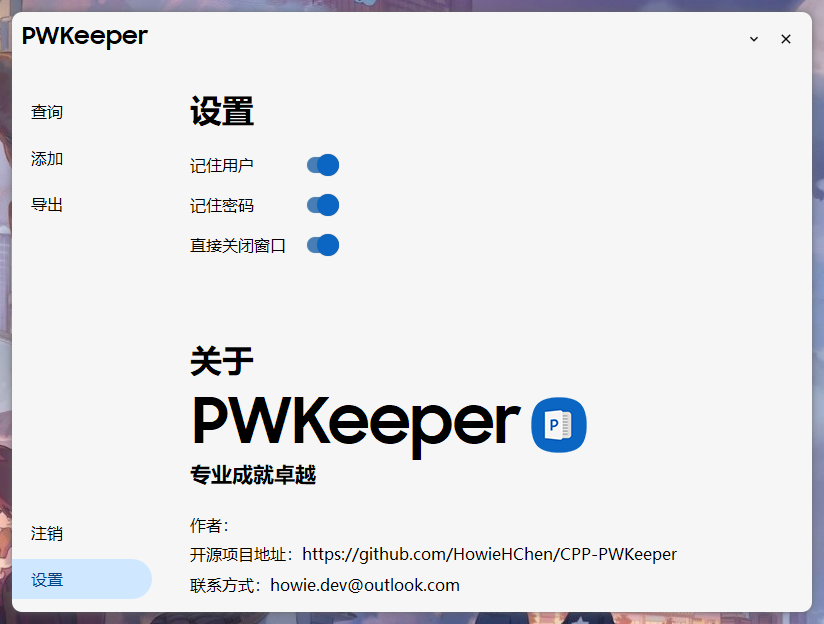 PWKeeper
查询
添加
导出
注销
设置
设置
记住用户
记住密码
直接关闭窗口
关于
PWKeeper
P
专业成就卓越
作者：
开源项目地址：https://github.com/HowieHChen/CPP-PWKeeper
联系方式：howie.dev@outlook.com